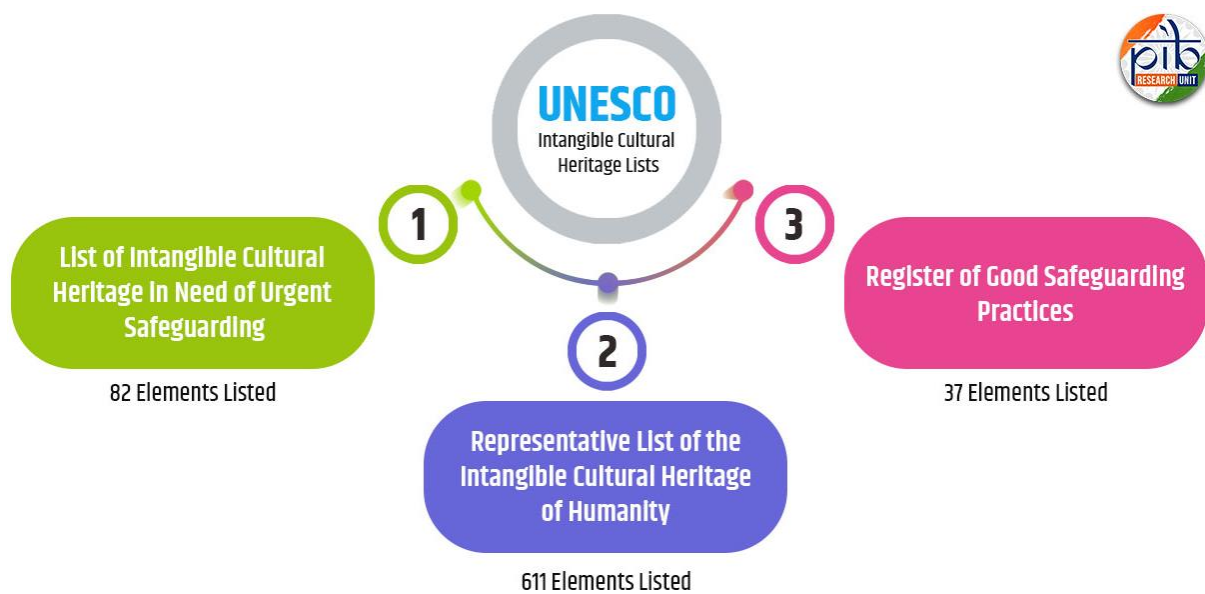 pib
RESEARCH UNIT
UNESCO
Intangible Cultural
Heritage Lists
1
List of Intangible Cultural
Heritage in Need of Urgent
Safeguarding
82 Elements Listed
2
Representative List of the
Intangible Cultural Heritage
of Humanity
611 Elements Listed
3
Register of Good Safeguarding
Practices
37 Elements Listed